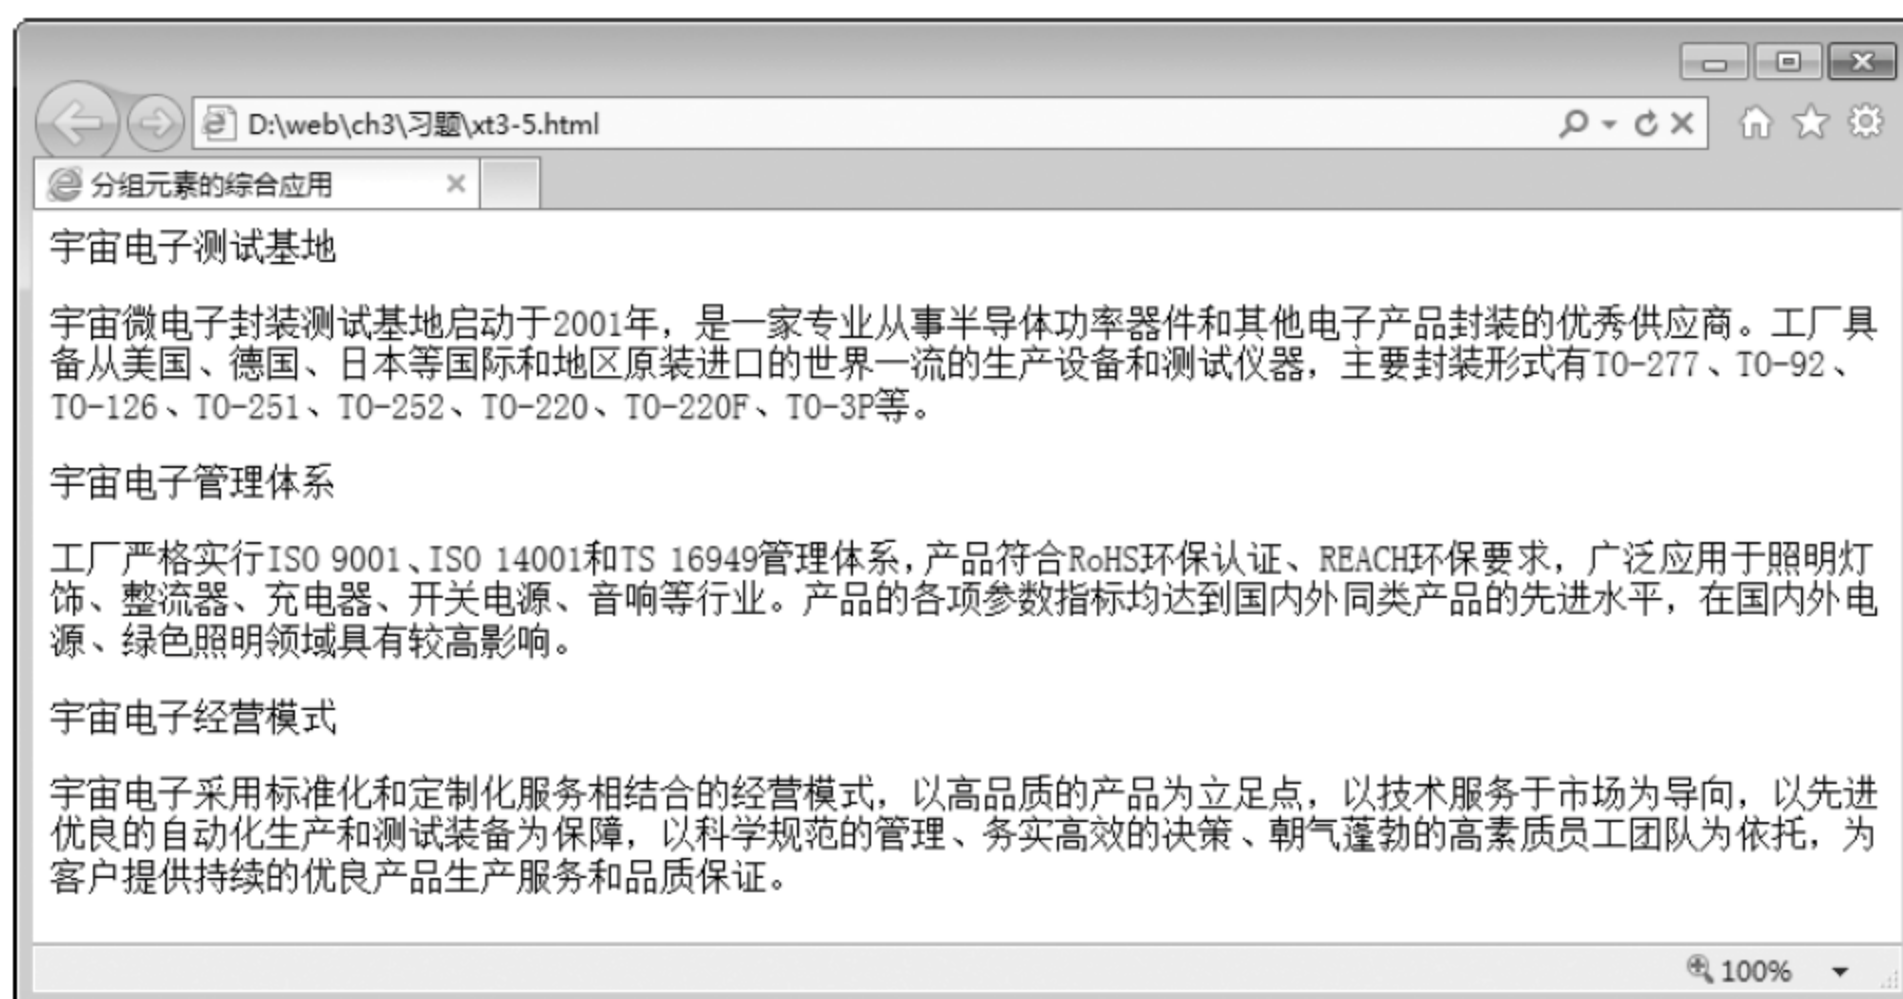 D:\web\ch3\习题\xt3-5.html
分组元素的综合应用
宇宙电子测试基地
宇宙微电子封装测试基地启动于2001年，是一家专业从事半导体功率器件和其他电子产品封装的优秀供应商。工厂具
备从美国、德国、日本等国际和地区原装进口的世界一流的生产设备和测试仪器，主要封装形式有TO-277、TO-92、
TO-126、TO-251、TO-252、TO-220、TO-220F、TO-3P等。
宇宙电子管理体系
工厂严格实行ISO 9001、ISO 14001和TS 16949管理体系，产品符合RoHS环保认证、REACH环保要求，广泛应用于照明灯
饰、整流器、充电器、开关电源、音响等行业。产品的各项参数指标均达到国内外同类产品的先进水平，在国内外电
源、绿色照明领域具有较高影响。
宇宙电子经营模式
宇宙电子采用标准化和定制化服务相结合的经营模式，以高品质的产品为立足点，以技术服务于市场为导向，以先进
优良的自动化生产和测试装备为保障，以科学规范的管理、务实高效的决策、朝气蓬勃的高素质员工团队为依托，为
客户提供持续的优良产品生产服务和品质保证。
100%